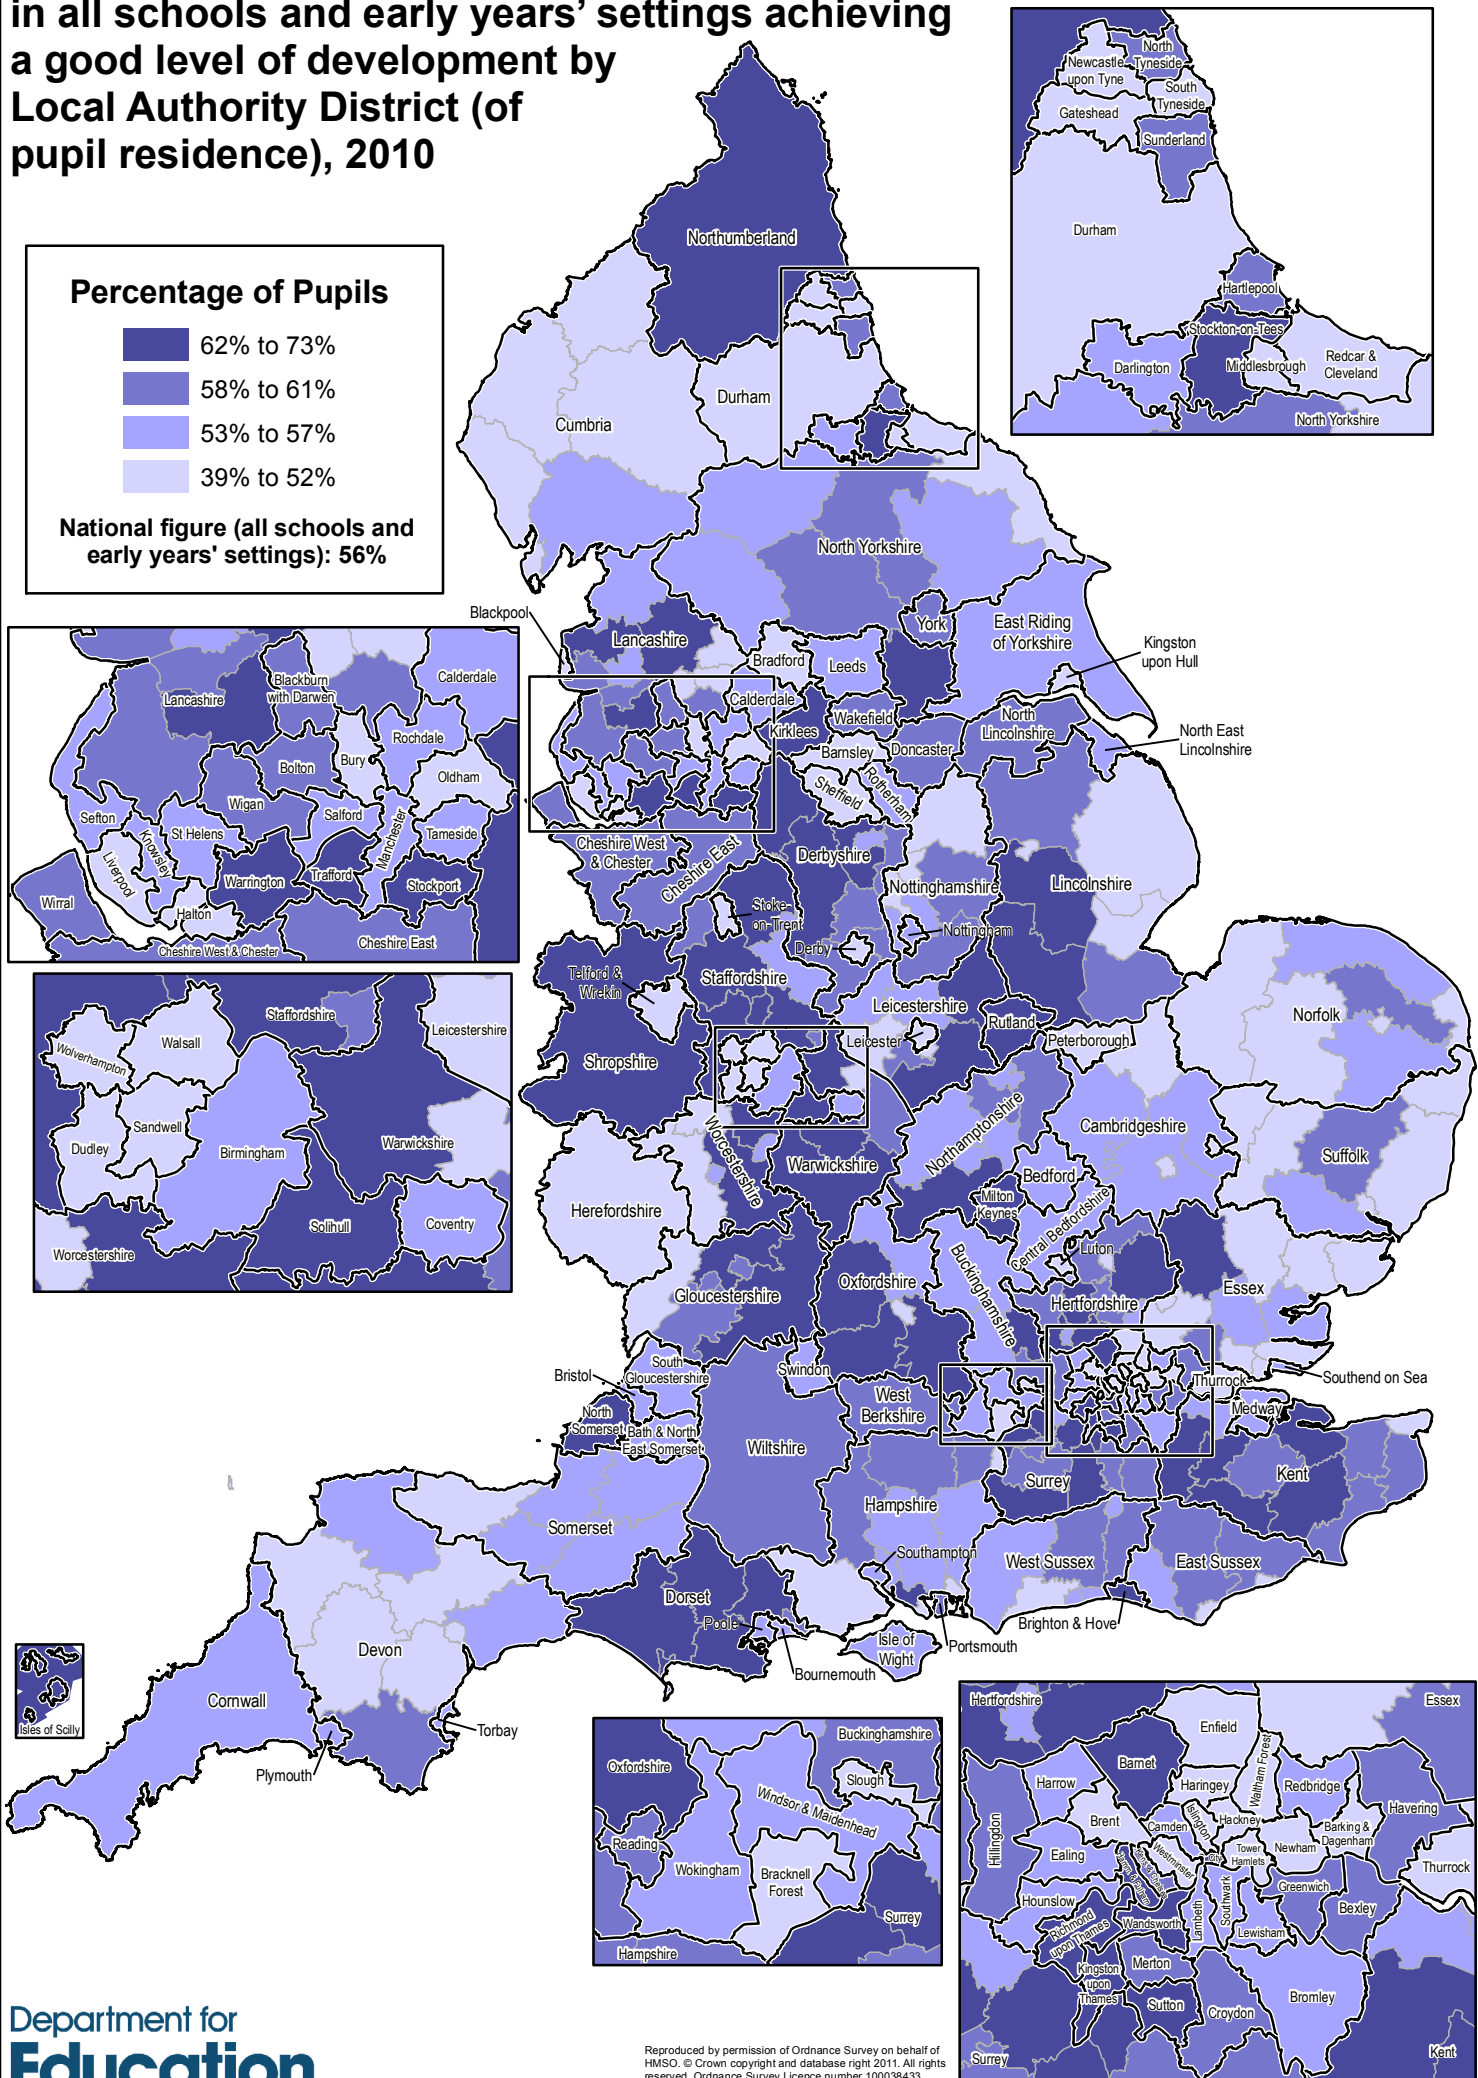 in all schools and early years' settings achieving
a good level of development by
Local Authority District (of
pupil residence), 2010
Percentage of Pupils
62% to 73%
58% to 61%
53% to 57%
39% to 52%
National figure (all schools and
early years' settings): 56%
Northumberland
Cumbria
Durham
North Yorkshire
Blackpool
Lancashire
York
East Riding
of Yorkshire
Kingston
upon Hull
Bradford
Leeds
Calderdale
Kirklees
Wakefield
North
Lincolnshire
North East
Lincolnshire
Barnsley
Doncaster
Sheffield
Rotherham
Cheshire West
& Chester
Cheshire East
Derbyshire
Nottinghamshire
Lincolnshire
Stoke-
on-Trent
Nottingham
Derby
Telford &
Wrekin
Staffordshire
Leicestershire
Rutland
Norfolk
Leicester
Peterborough
Shropshire
Northamptonshire
Cambridgeshire
Worcestershire
Warwickshire
Suffolk
Bedford
Milton
Keynes
Herefordshire
Central Bedfordshire
Luton
Buckinghamshire
Oxfordshire
Essex
Gloucestershire
Hertfordshire
South
Gloucestershire
Bristol
Swindon
Southend on Sea
Thurrock
West
Berkshire
Medway
North
Somerset
Bath & North
East Somerset
Wiltshire
Kent
Surrey
Hampshire
Somerset
Southampton
West Sussex
East Sussex
Dorset
Poole
Brighton & Hove
Isle of
Wight
Portsmouth
Bournemouth
Devon
Cornwall
Torbay
Plymouth
Isles of Scilly
Newcastle
upon Tyne
North
Tyneside
South
Tyneside
Gateshead
Sunderland
Durham
Hartlepool
Stockton-on-Tees
Darlington
Middlesbrough
Redcar &
Cleveland
North Yorkshire
Lancashire
Blackburn
with Darwen
Calderdale
Rochdale
Bury
Bolton
Oldham
Wigan
Sefton
Salford
St Helens
Knowsley
Manchester
Tameside
Liverpool
Warrington
Trafford
Stockport
Wirral
Halton
Cheshire West & Chester
Cheshire East
Staffordshire
Leicestershire
Walsall
Wolverhampton
Sandwell
Dudley
Birmingham
Warwickshire
Solihull
Coventry
Worcestershire
Oxfordshire
Buckinghamshire
Slough
Windsor & Maidenhead
Reading
Wokingham
Bracknell
Forest
Surrey
Hampshire
Hertfordshire
Essex
Enfield
Barnet
Waltham Forest
Harrow
Haringey
Redbridge
Havering
Hillingdon
Brent
Camden
Islington
Hackney
Barking &
Dagenham
Ealing
Westminster
City
Tower
Hamlets
Newham
Thurrock
Hounslow
Greenwich
Bexley
Richmond
upon Thames
Wandsworth
Lambeth
Southwark
Lewisham
Kingston
upon
Thames
Merton
Sutton
Croydon
Bromley
Surrey
Kent
Department for
Education
Reproduced by permission of Ordnance Survey on behalf of
HMSO. © Crown copyright and database right 2011. All rights
reserved. Ordnance Survey Licence number 100038433